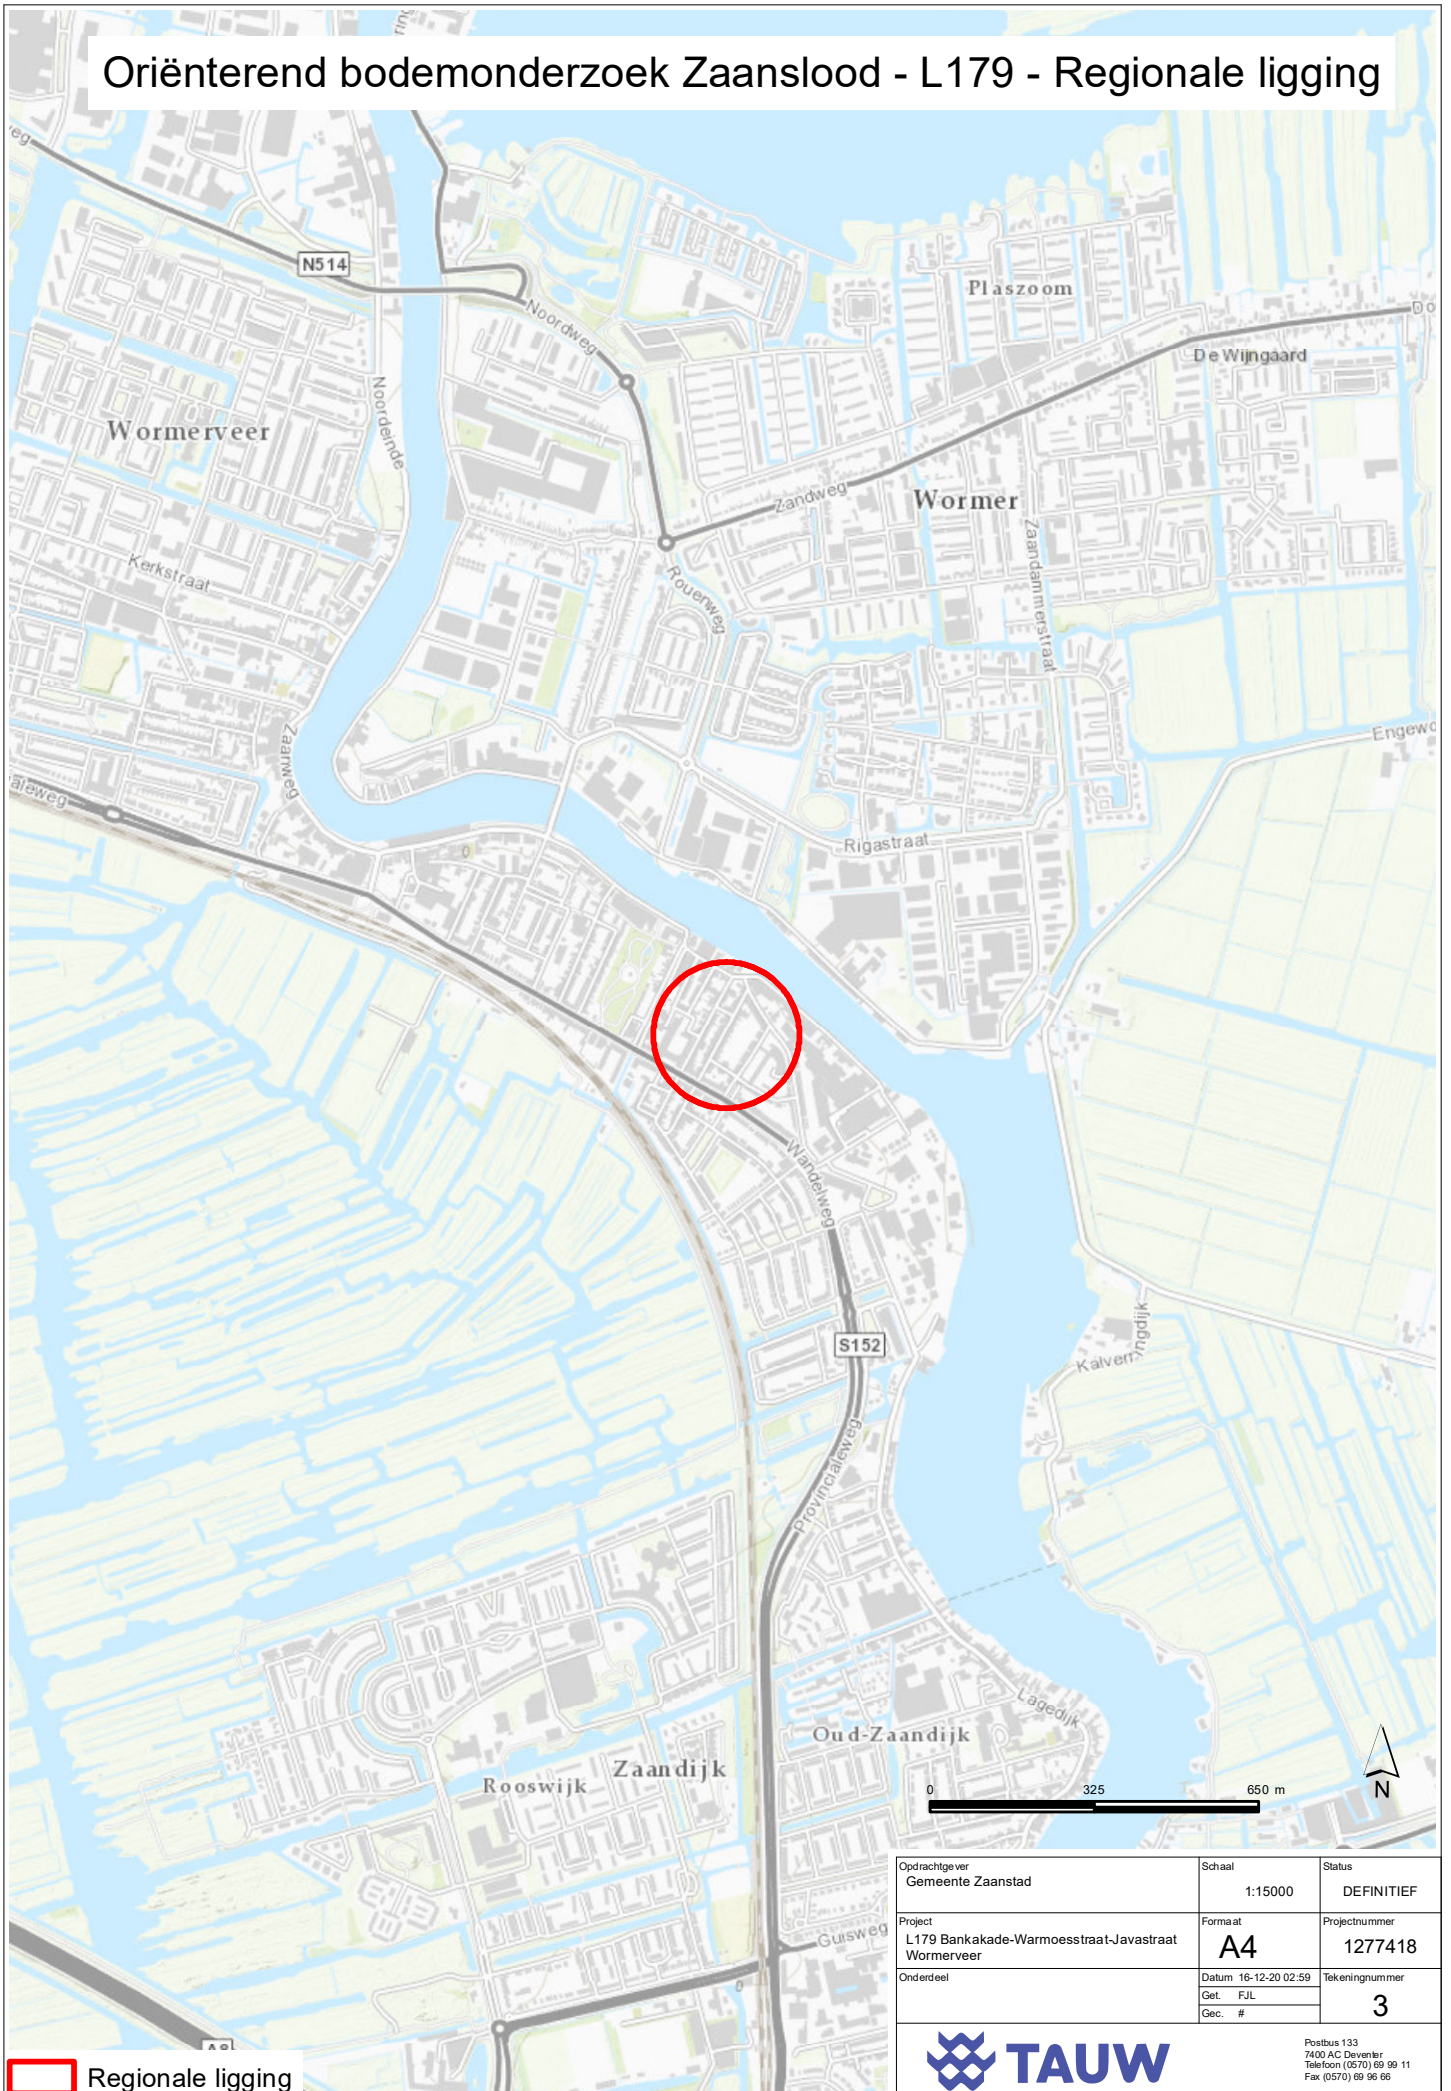 Oriënterend bodemonderzoek Zaanslood - L179 - Regionale ligging
N514
Noordweg
Plaszoom
De Wijngaard
Noordeinde
Wormerveer
Zandweg
Wormer
Kerkstraat
Rouenweg
Zaandammerstraat
Zaanweg
Rigastraat
Wandelweg
S152
Provincialeweg
Lagedijk
Oud-Zaandijk
Zaandijk
Rooswijk
0 325 650 m
N
Guisweg
Opdrachtgever
Gemeente Zaanstad
Schaal
1:15000
Status
DEFINITIEF
Project
L179 Bankakade-Warmoesstraat-Javastraat
Wormerveer
Formaat
A4
Projectnummer
1277418
Onderdeel
Datum 16-12-20 02:59
Get. FJL
Gec. #
Tekeningnummer
3
TAUW
Postbus 133
7400 AC Deventer
Telefoon (0570) 69 99 11
Fax (0570) 69 96 66
Regionale ligging